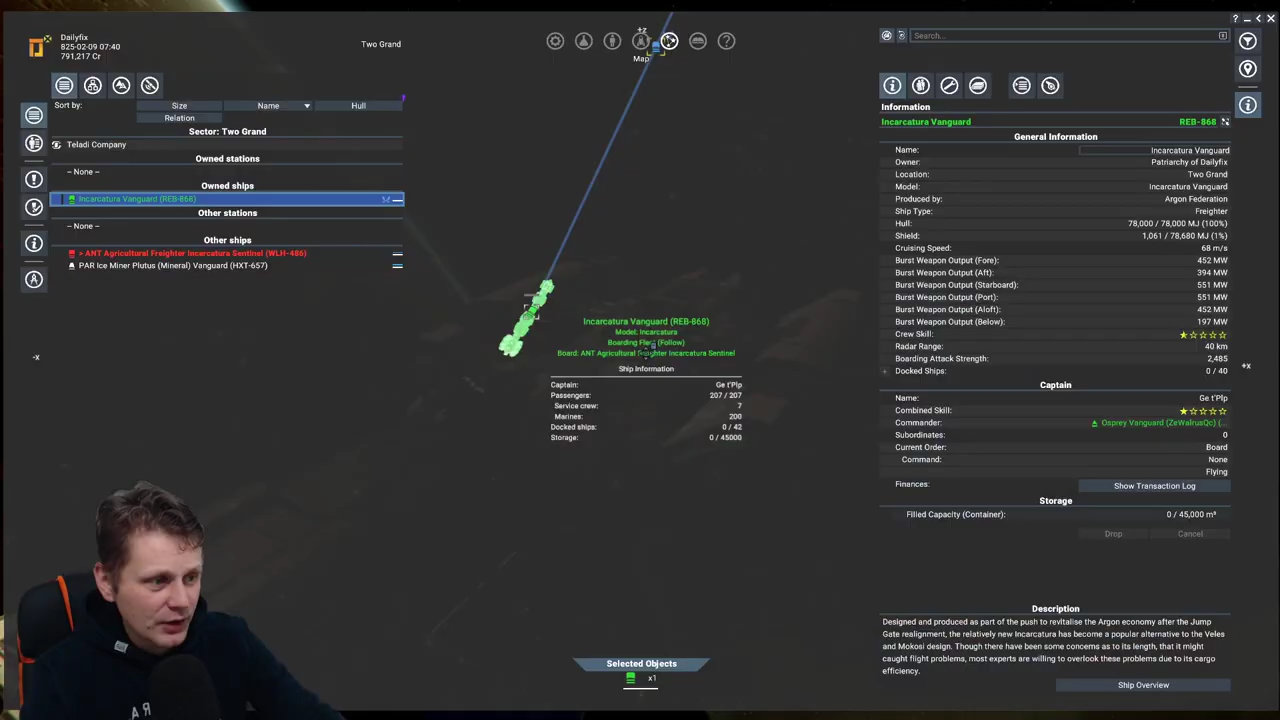 Dailyfix
B25-02-09 07:40
791,217 Cr
Two Grand
+z
Map
-x
+x
Sort by:
Size
Name
Hull
Relation
Sector: Two Grand
Teladi Company
Owned stations
– None –
Owned ships
Incarcatura Vanguard (REB-868)
Other stations
– None –
Other ships
» ANT Agricultural Freighter Incarcatura Sentinel (WLH-486)
PAR Ice Miner Plutus (Mineral) Vanguard (HXT-657)
Incarcatura Vanguard (REB-868)
Model: Incarcatura
Boarding (Follow)
Board: ANT Agricultural Freighter Incarcatura Sentinel
Ship Information
Captain: Ge t'Plp
Passengers: 207 / 207
Service crew: 7
Marines: 200
Docked ships: 0 / 42
Storage: 0 / 45000
Selected Objects
x1
Search...
Information
Incarcatura Vanguard REB-868
General Information
Name: Incarcatura Vanguard
Owner: Patriarchy of Dailyfix
Location: Two Grand
Model: Incarcatura Vanguard
Produced by: Argon Federation
Ship Type: Freighter
Hull: 78,000 / 78,000 MJ (100%)
Shield: 1,061 / 78,680 MJ (1%)
Cruising Speed: 68 m/s
Burst Weapon Output (Fore): 452 MW
Burst Weapon Output (Aft): 394 MW
Burst Weapon Output (Starboard): 551 MW
Burst Weapon Output (Port): 551 MW
Burst Weapon Output (Aloft): 452 MW
Burst Weapon Output (Below): 197 MW
Crew Skill: ★☆☆☆☆
Radar Range: 40 km
Boarding Attack Strength: 2,485
+ Docked Ships: 0 / 40
Captain
Name: Ge t'Plp
Combined Skill: ★☆☆☆☆
Commander: Osprey Vanguard (ZeWalrusQc) (...
Subordinates: 0
Current Order: Board
Command: None
Flying
Finances: Show Transaction Log
Storage
Filled Capacity (Container): 0 / 45,000 m³
Drop Cancel
Description
Designed and produced as part of the push to revitalise the Argon economy after the Jump
Gate realignment, the relatively new Incarcatura has become a popular alternative to the Veles
and Mokosi design. Though there have been some concerns as to its length, that it might
caught flight problems, most experts are willing to overlook these problems due to its cargo
efficiency.
Ship Overview